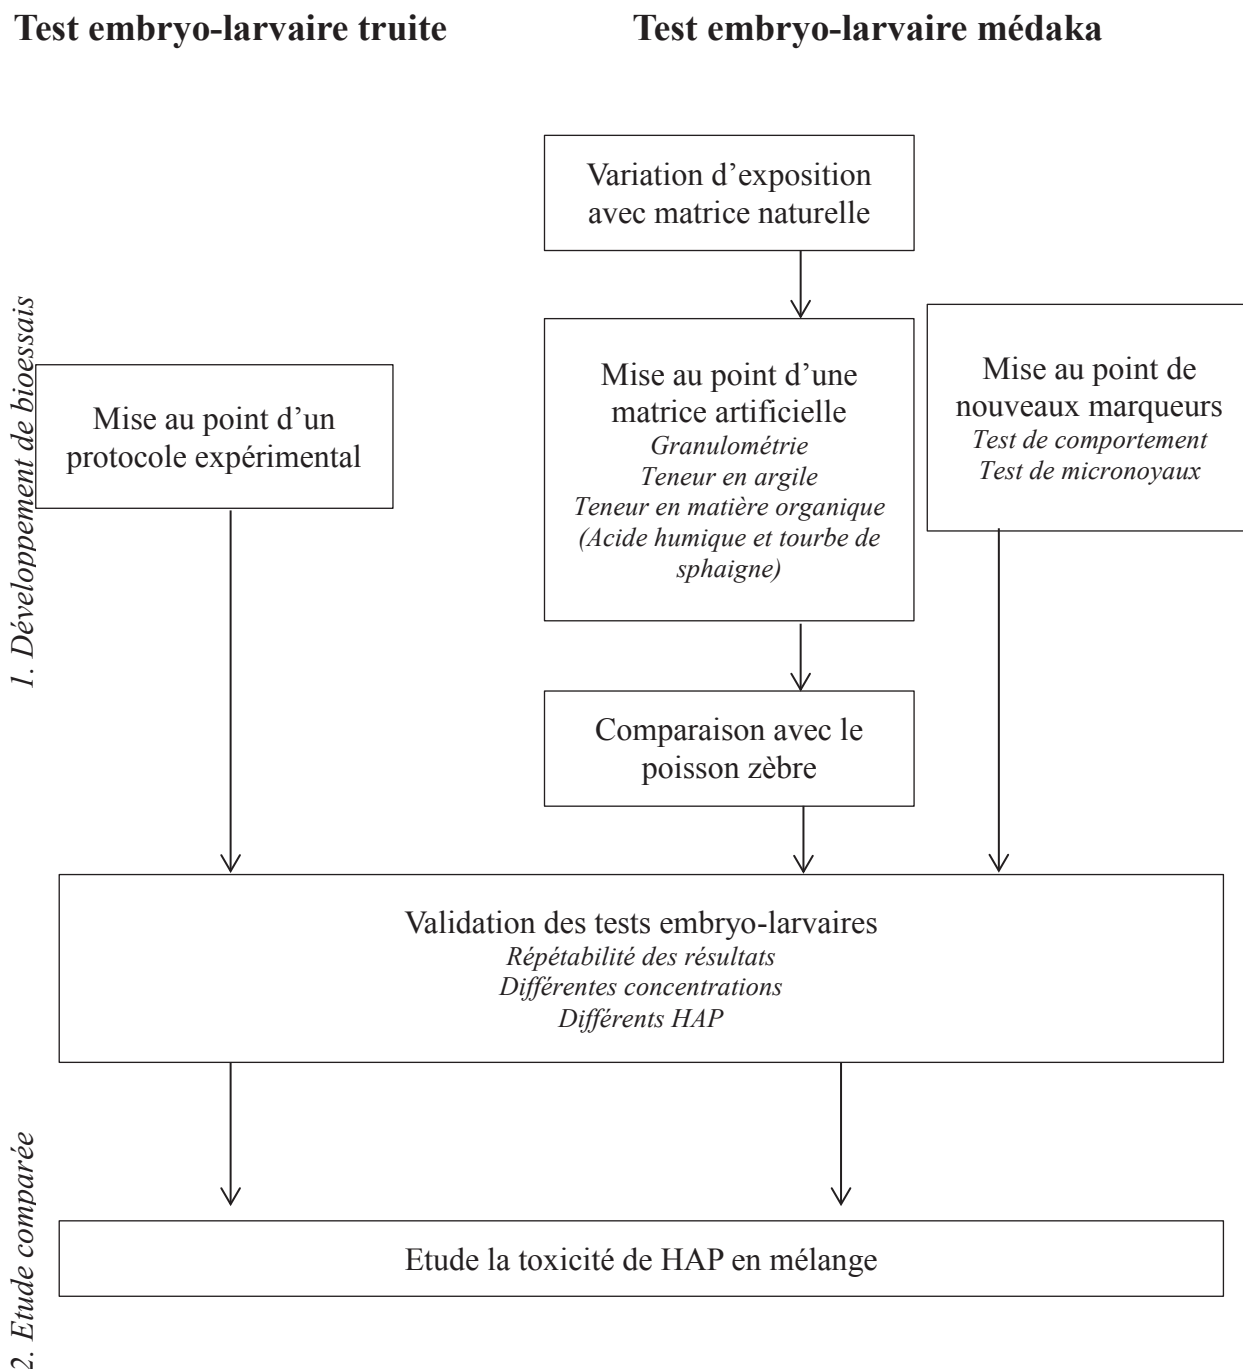 Test embryo-larvaire truite
Test embryo-larvaire médaka
1. Développement de bioessais
Mise au point d’un
protocole expérimental
Variation d’exposition
avec matrice naturelle
Mise au point d’une
matrice artificielle
Granulométrie
Teneur en argile
Teneur en matière organique
(Acide humique et tourbe de
sphaigne)
Mise au point de
nouveaux marqueurs
Test de comportement
Test de micronoyaux
Comparaison avec le
poisson zèbre
Validation des tests embryo-larvaires
Répétabilité des résultats
Différentes concentrations
Différents HAP
2. Etude comparée
Etude la toxicité de HAP en mélange